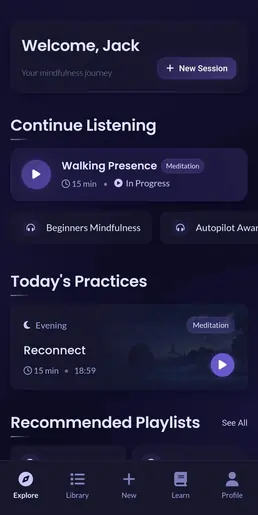 Welcome, Jack
Your mindfulness journey
New Session
Continue Listening
Walking Presence
Meditation
15 min • In Progress
Beginners Mindfulness
Autopilot Awar
Today's Practices
Evening
Meditation
Reconnect
15 min • 18:59
Recommended Playlists
See All
Explore
Library
New
Learn
Profile